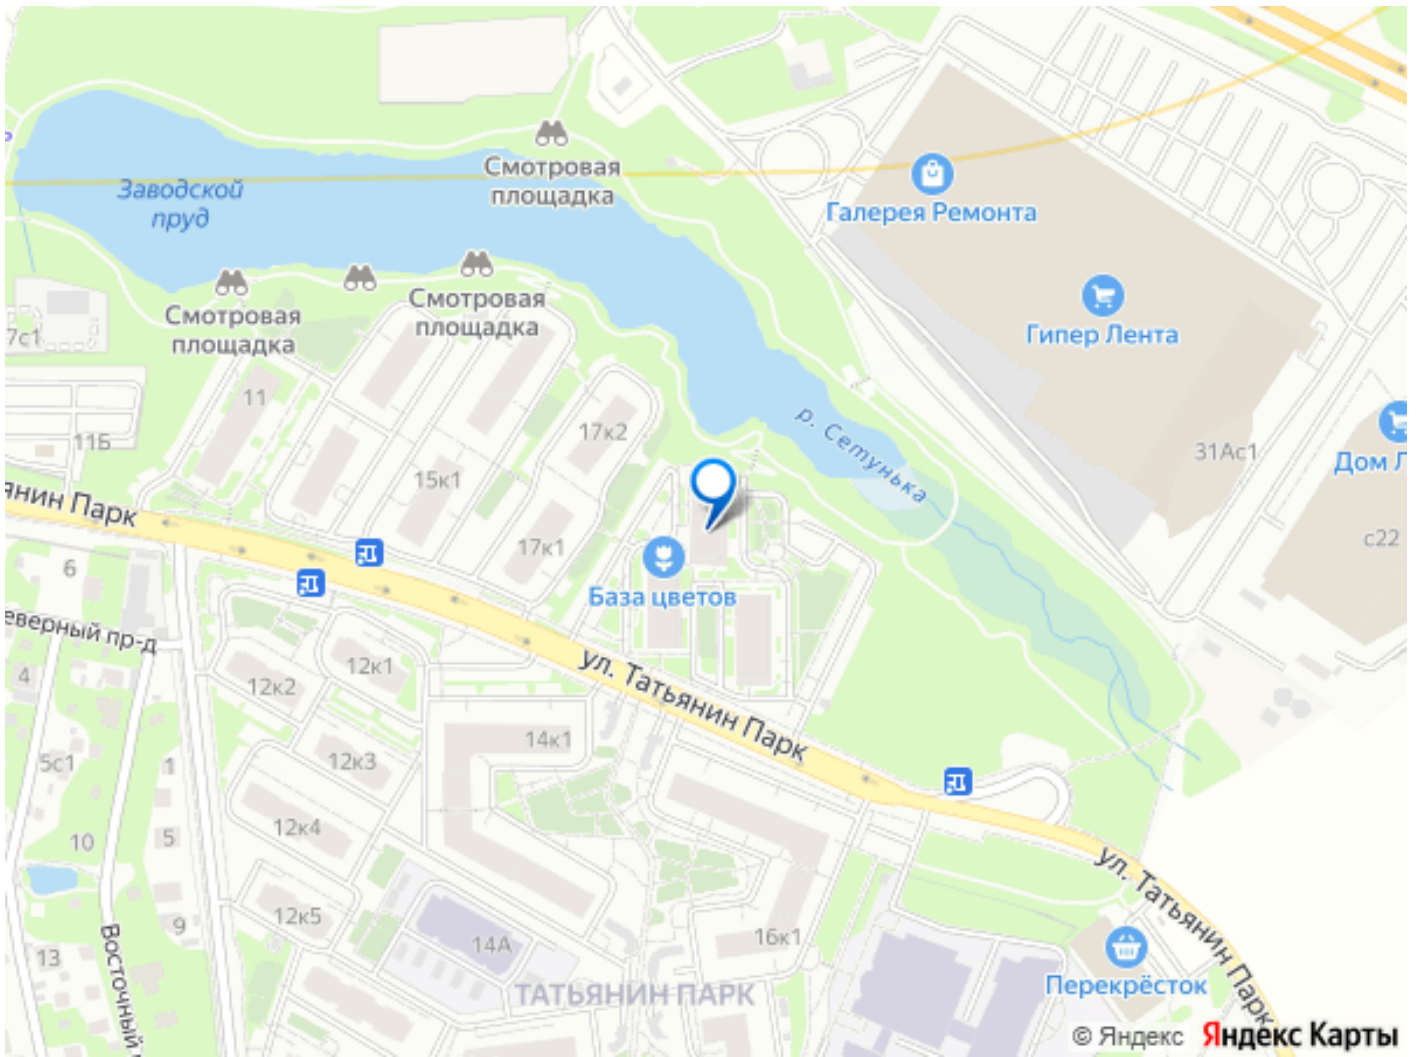 Смотровая
площадка
Заводской
пруд
Галерея Ремонта
Гипер Лента
Смотровая
площадка
Смотровая
площадка
7с1
11
11Б
17к2
р. Сетунька
31Ас1
Дом Л
15к1
с22
янин Парк
17к1
База цветов
6
еверный пр-д
ул. Татьянин Парк
4
12к2
12к1
14к1
5с1
1
12к3
10
5
12к4
ул. Татьянин Парк
9
12к5
14А
16к1
13
Восточный
ТАТЬЯНИН ПАРК
Перекрёсток
© Яндекс Яндекс Карты